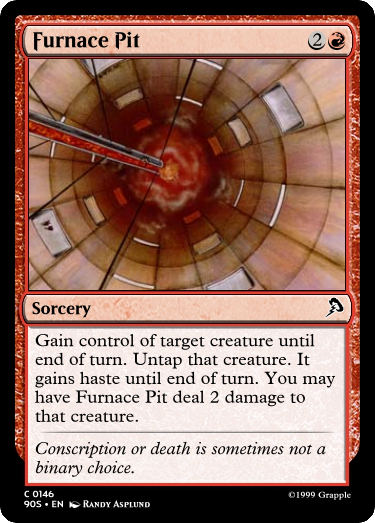 Furnace Pit 2
Sorcery
Gain control of target creature until
end of turn. Untap that creature. It
gains haste until end of turn. You may
have Furnace Pit deal 2 damage to
that creature.
Conscription or death is sometimes not a
binary choice.
C 0146
90S • EN Randy Asplund
©1999 Grapple